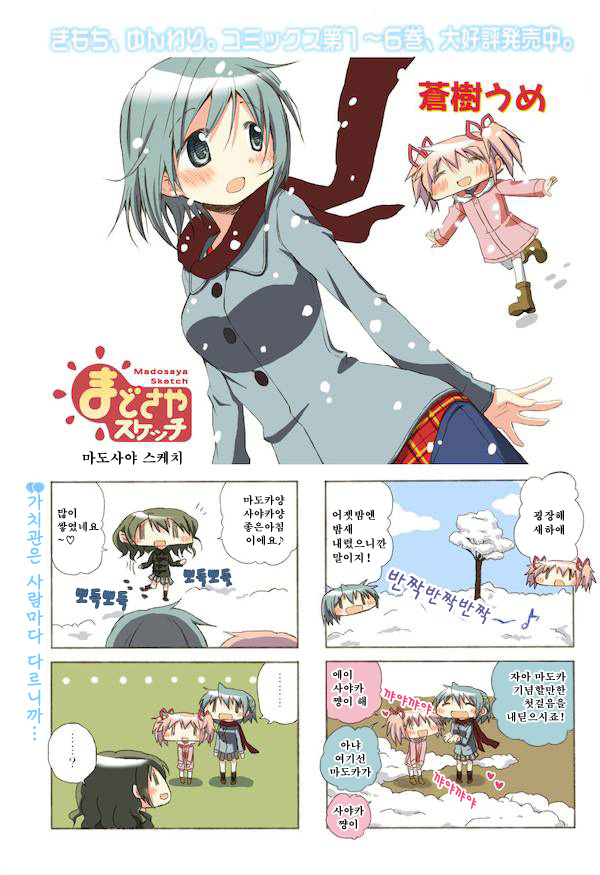 きもち、ゆんわり。コミックス第1〜6巻、大好評発売中。
蒼樹うめ
Madosaya
Sketch
まどさや
スケッチ
마도사야 스케치
가치관은 사람마다 다르니까…
굉장해
새하얘
어젯밤엔
밤새
내렸으니깐
말이지!
반짝반짝반짝~♪
자아 마도카
기념할만한
첫걸음을
내딛으시죠!
에이
사야카
쨩이 해
꺄아꺄아
아냐
여기선
마도카가
꺄아꺄아
사야카
쨩이
마도카양
사야카양
좋은아침
이에요♪
많이
쌓였네요
~♡
뽀득뽀득
뽀득뽀득
………
……?